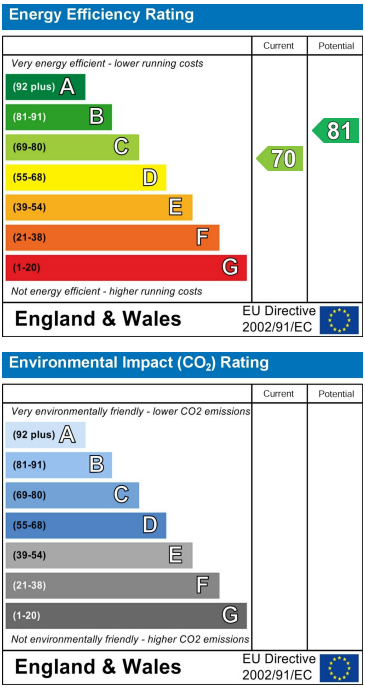 Energy Efficiency Rating
Current Potential
Very energy efficient - lower running costs
(92 plus) A
(81-91) B
(69-80) C
(55-68) D
(39-54) E
(21-38) F
(1-20) G
70
81
Not energy efficient - higher running costs
England & Wales
EU Directive
2002/91/EC
Environmental Impact (CO₂) Rating
Current Potential
Very environmentally friendly - lower CO2 emissions
(92 plus) A
(81-91) B
(69-80) C
(55-68) D
(39-54) E
(21-38) F
(1-20) G
Not environmentally friendly - higher CO2 emissions
England & Wales
EU Directive
2002/91/EC